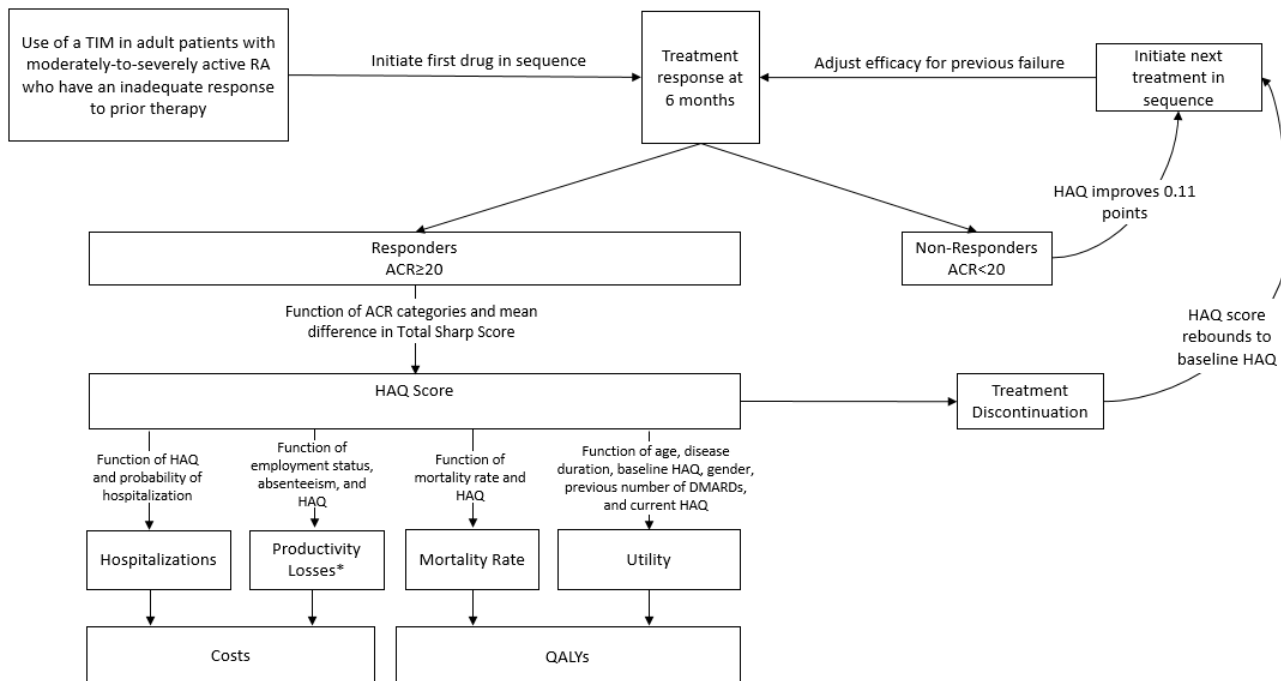 Use of a TIM in adult patients with
moderately-to-severely active RA
who have an inadequate response
to prior therapy
Initiate first drug in sequence
Treatment
response at
6 months
Adjust efficacy for previous failure
Initiate next
treatment in
sequence
HAQ improves 0.11
points
Responders
ACR≥20
Non-Responders
ACR<20
Function of ACR categories and mean
difference in Total Sharp Score
HAQ score
rebounds to
baseline HAQ
HAQ Score
Treatment
Discontinuation
Function of HAQ
and probability of
hospitalization
Function of
employment status,
absenteeism, and
HAQ
Function of
mortality rate and
HAQ
Function of age, disease
duration, baseline HAQ, gender,
previous number of DMARDs,
and current HAQ
Hospitalizations
Productivity
Losses*
Mortality Rate
Utility
Costs
QALYs